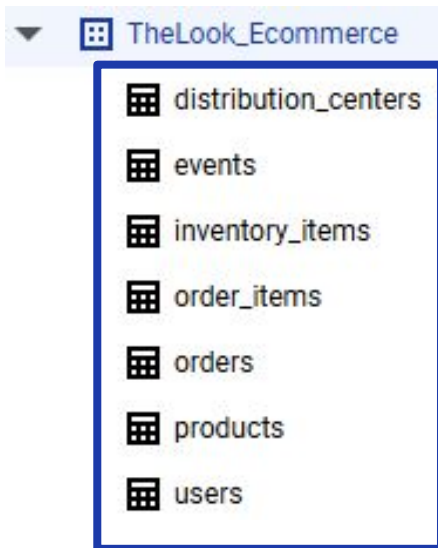 TheLook_Ecommerce
distribution_centers
events
inventory_items
order_items
orders
products
users